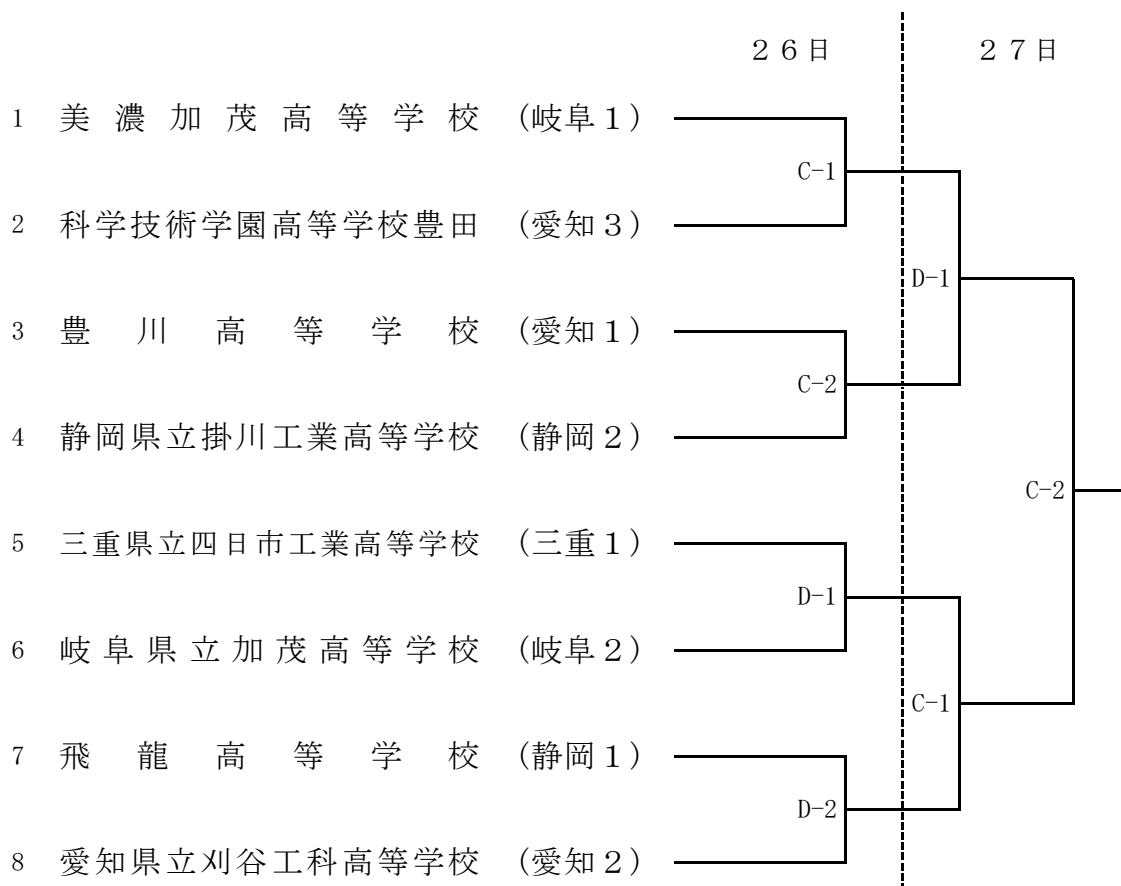 ２６日 ２７日
1 美濃加茂高等学校 (岐阜１)
C-1
2 科学技術学園高等学校豊田 (愛知３)
D-1
3 豊川高等学校 (愛知１)
C-2
4 静岡県立掛川工業高等学校 (静岡２)
C-2
5 三重県立四日市工業高等学校 (三重１)
D-1
6 岐阜県立加茂高等学校 (岐阜２)
C-1
7 飛龍高等学校 (静岡１)
D-2
8 愛知県立刈谷工科高等学校 (愛知２)